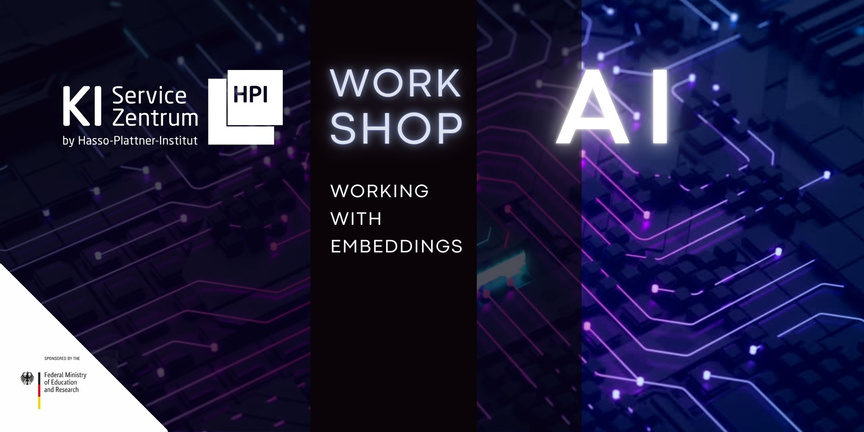 KI Service
Zentrum
by Hasso-Plattner-Institut
HPI
WORK
SHOP
WORKING
WITH
EMBEDDINGS
AI
SPONSORED BY THE
Federal Ministry
of Education
and Research